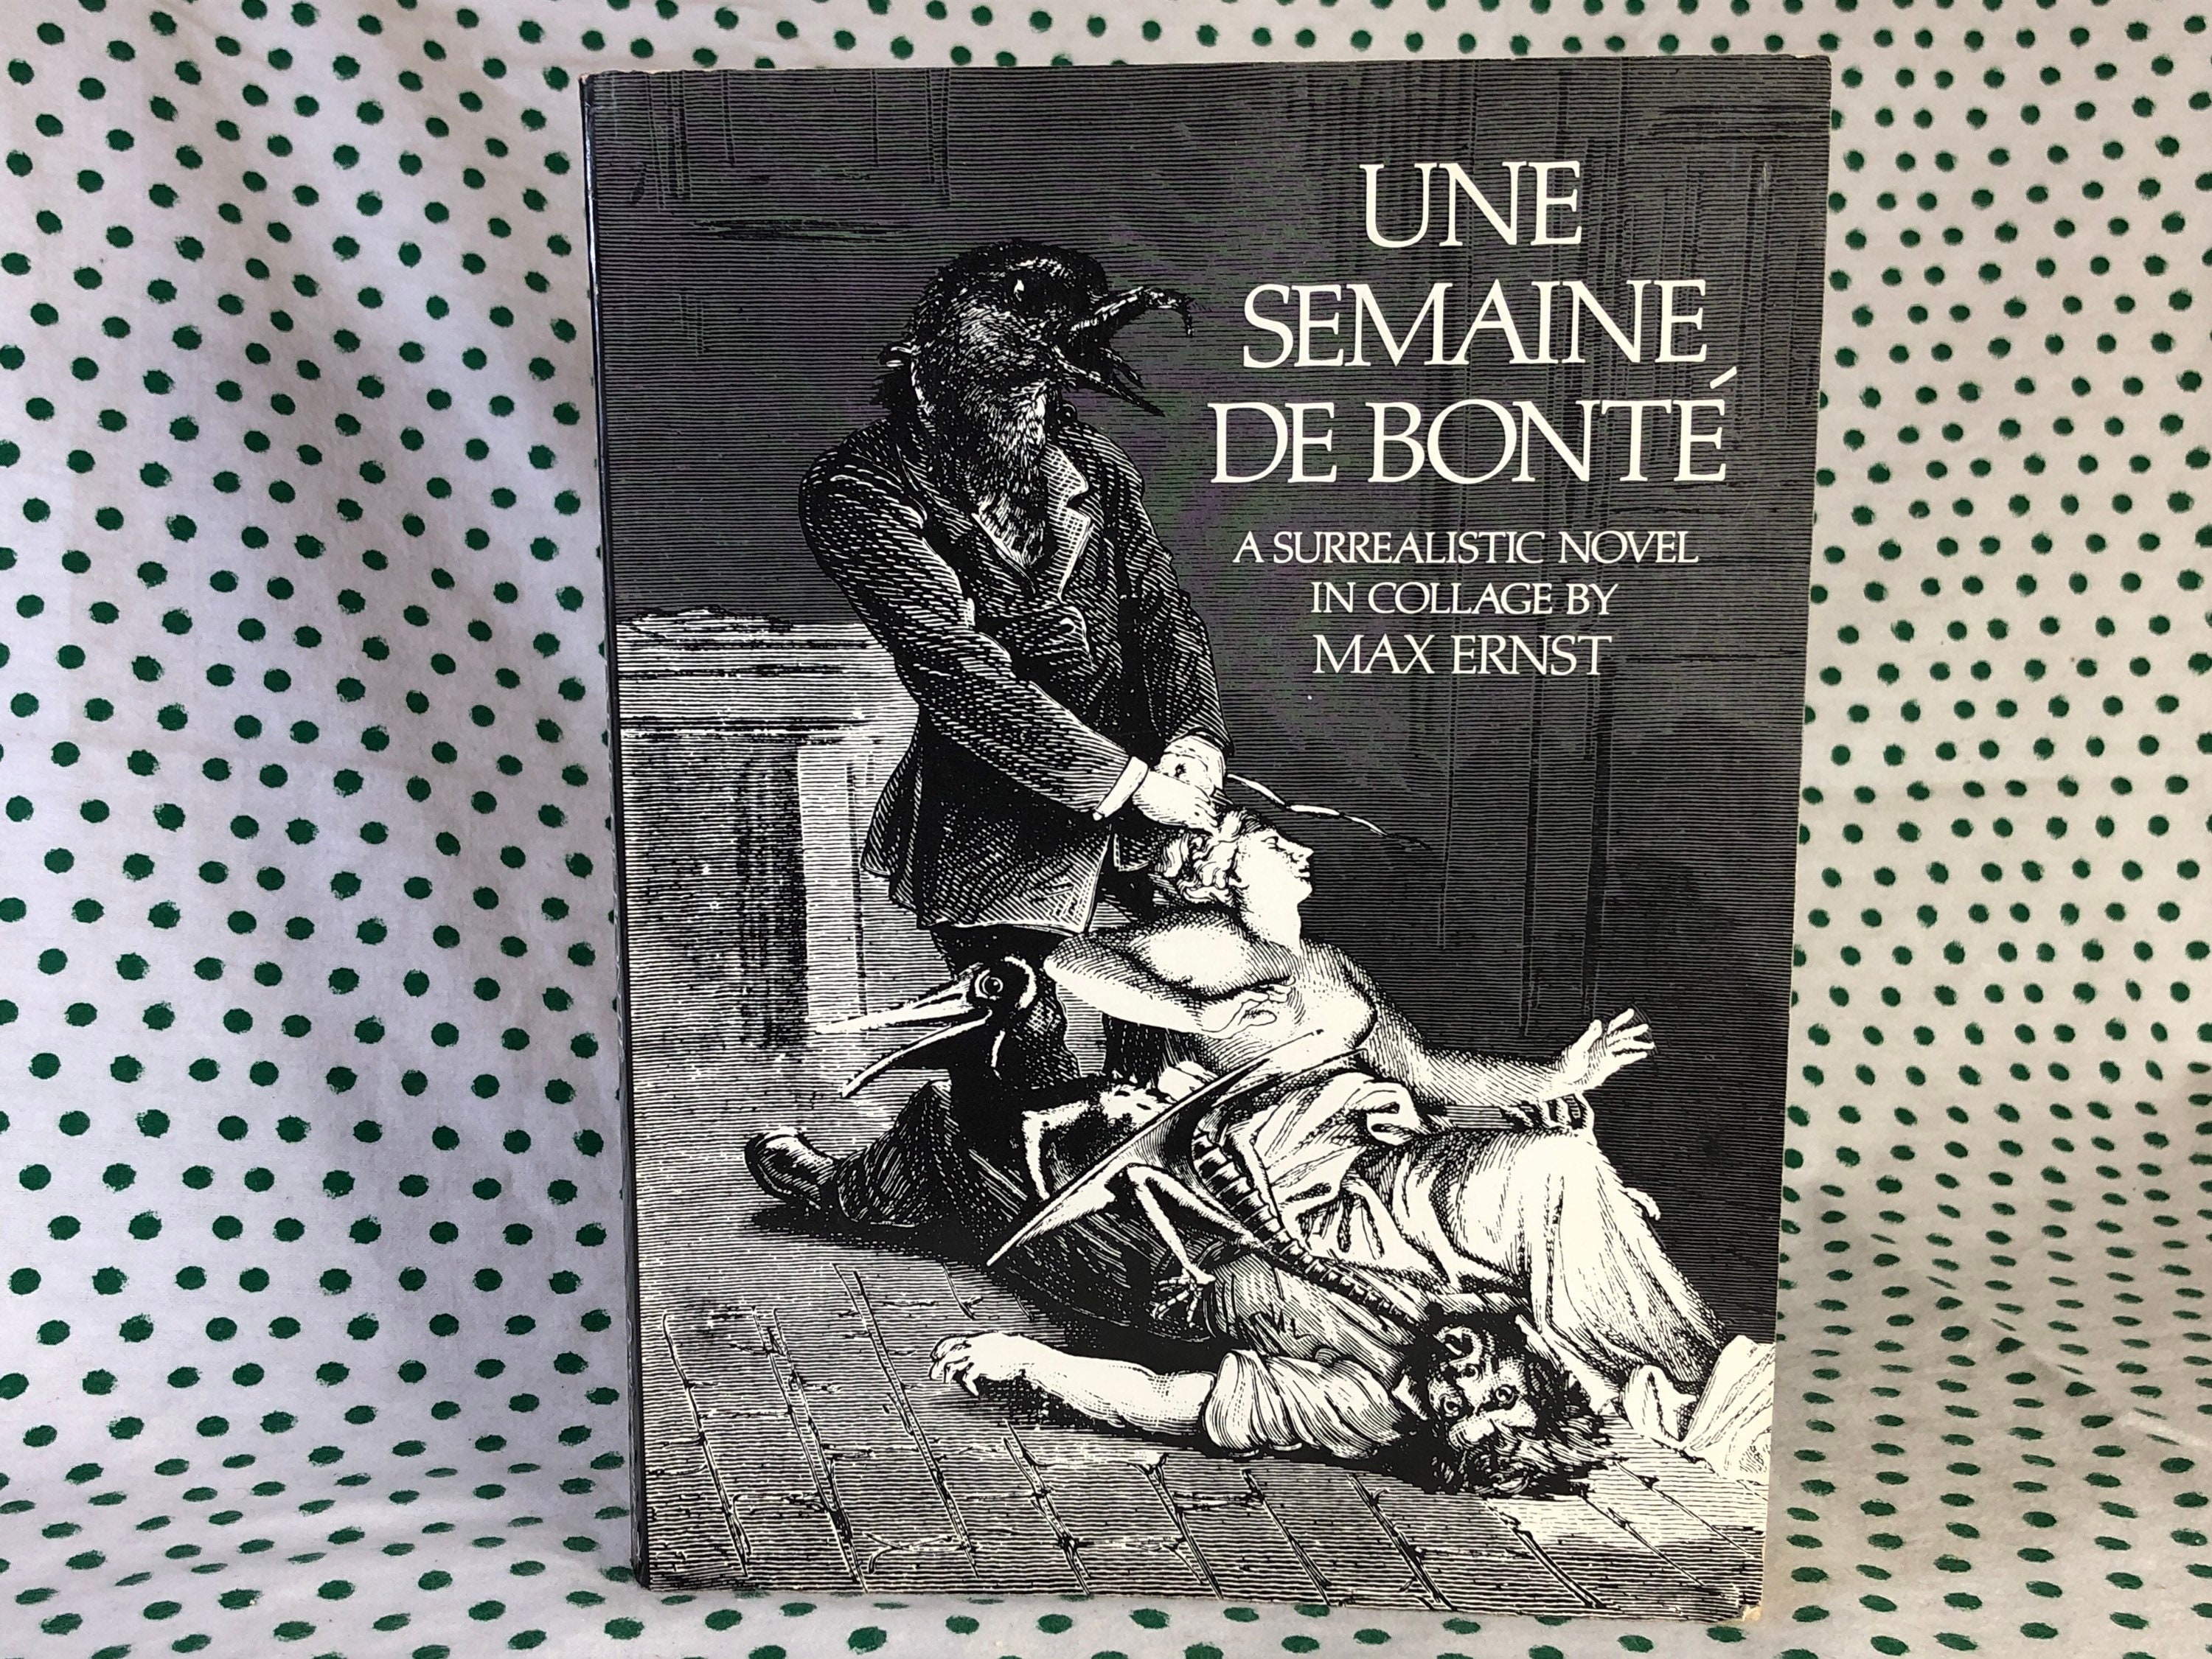 UNE
SEMAINE
DE BONTÉ
A SURREALISTIC NOVEL
IN COLLAGE BY
MAX ERNST